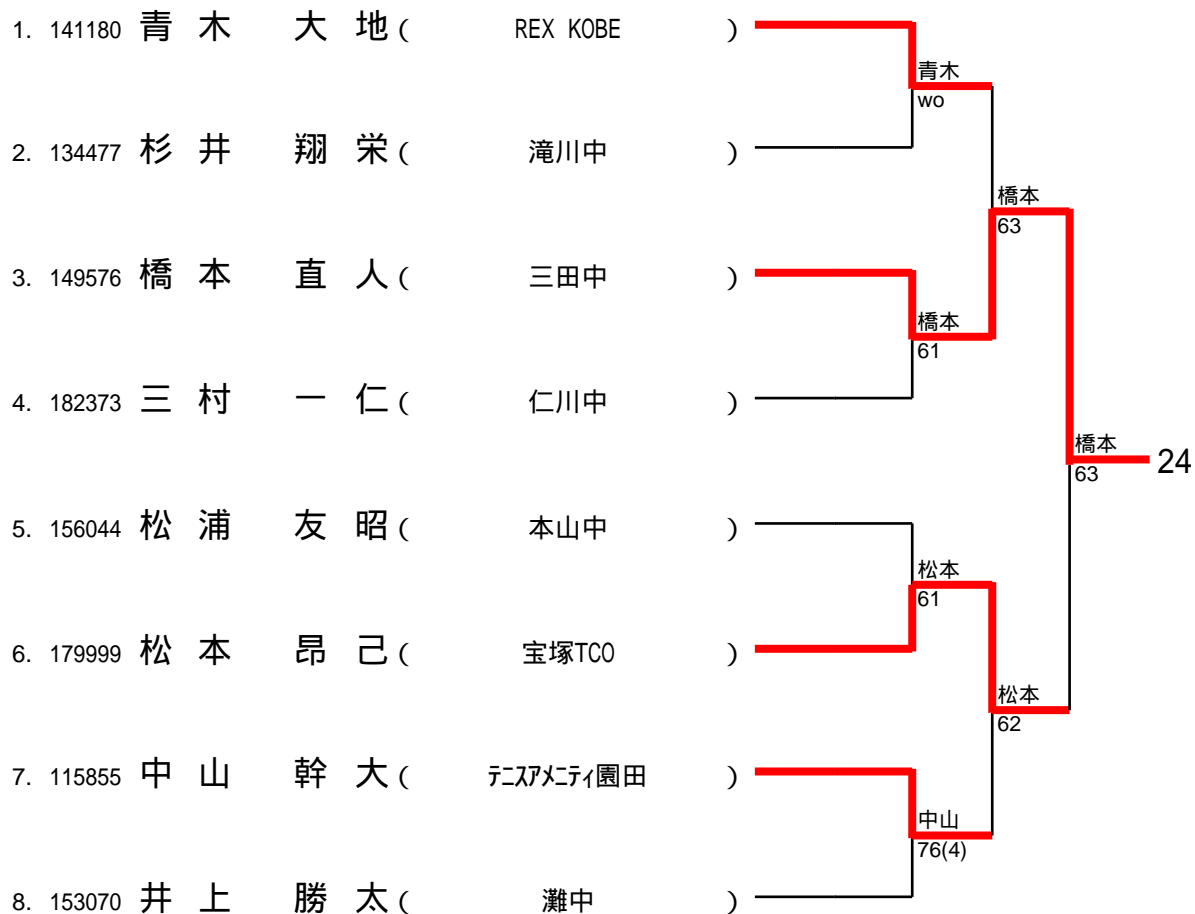 1. 141180 青木 大地 ( REX KOBE )
青木
wo
2. 134477 杉井 翔栄 ( 滝川中 )
橋本
63
3. 149576 橋本 直人 ( 三田中 )
橋本
61
4. 182373 三村 一仁 ( 仁川中 )
橋本
63
24
5. 156044 松浦 友昭 ( 本山中 )
松本
61
6. 179999 松本 昂己 ( 宝塚TCO )
松本
62
7. 115855 中山 幹大 ( テニスアメニティ園田 )
中山
76(4)
8. 153070 井上 勝太 ( 灘中 )